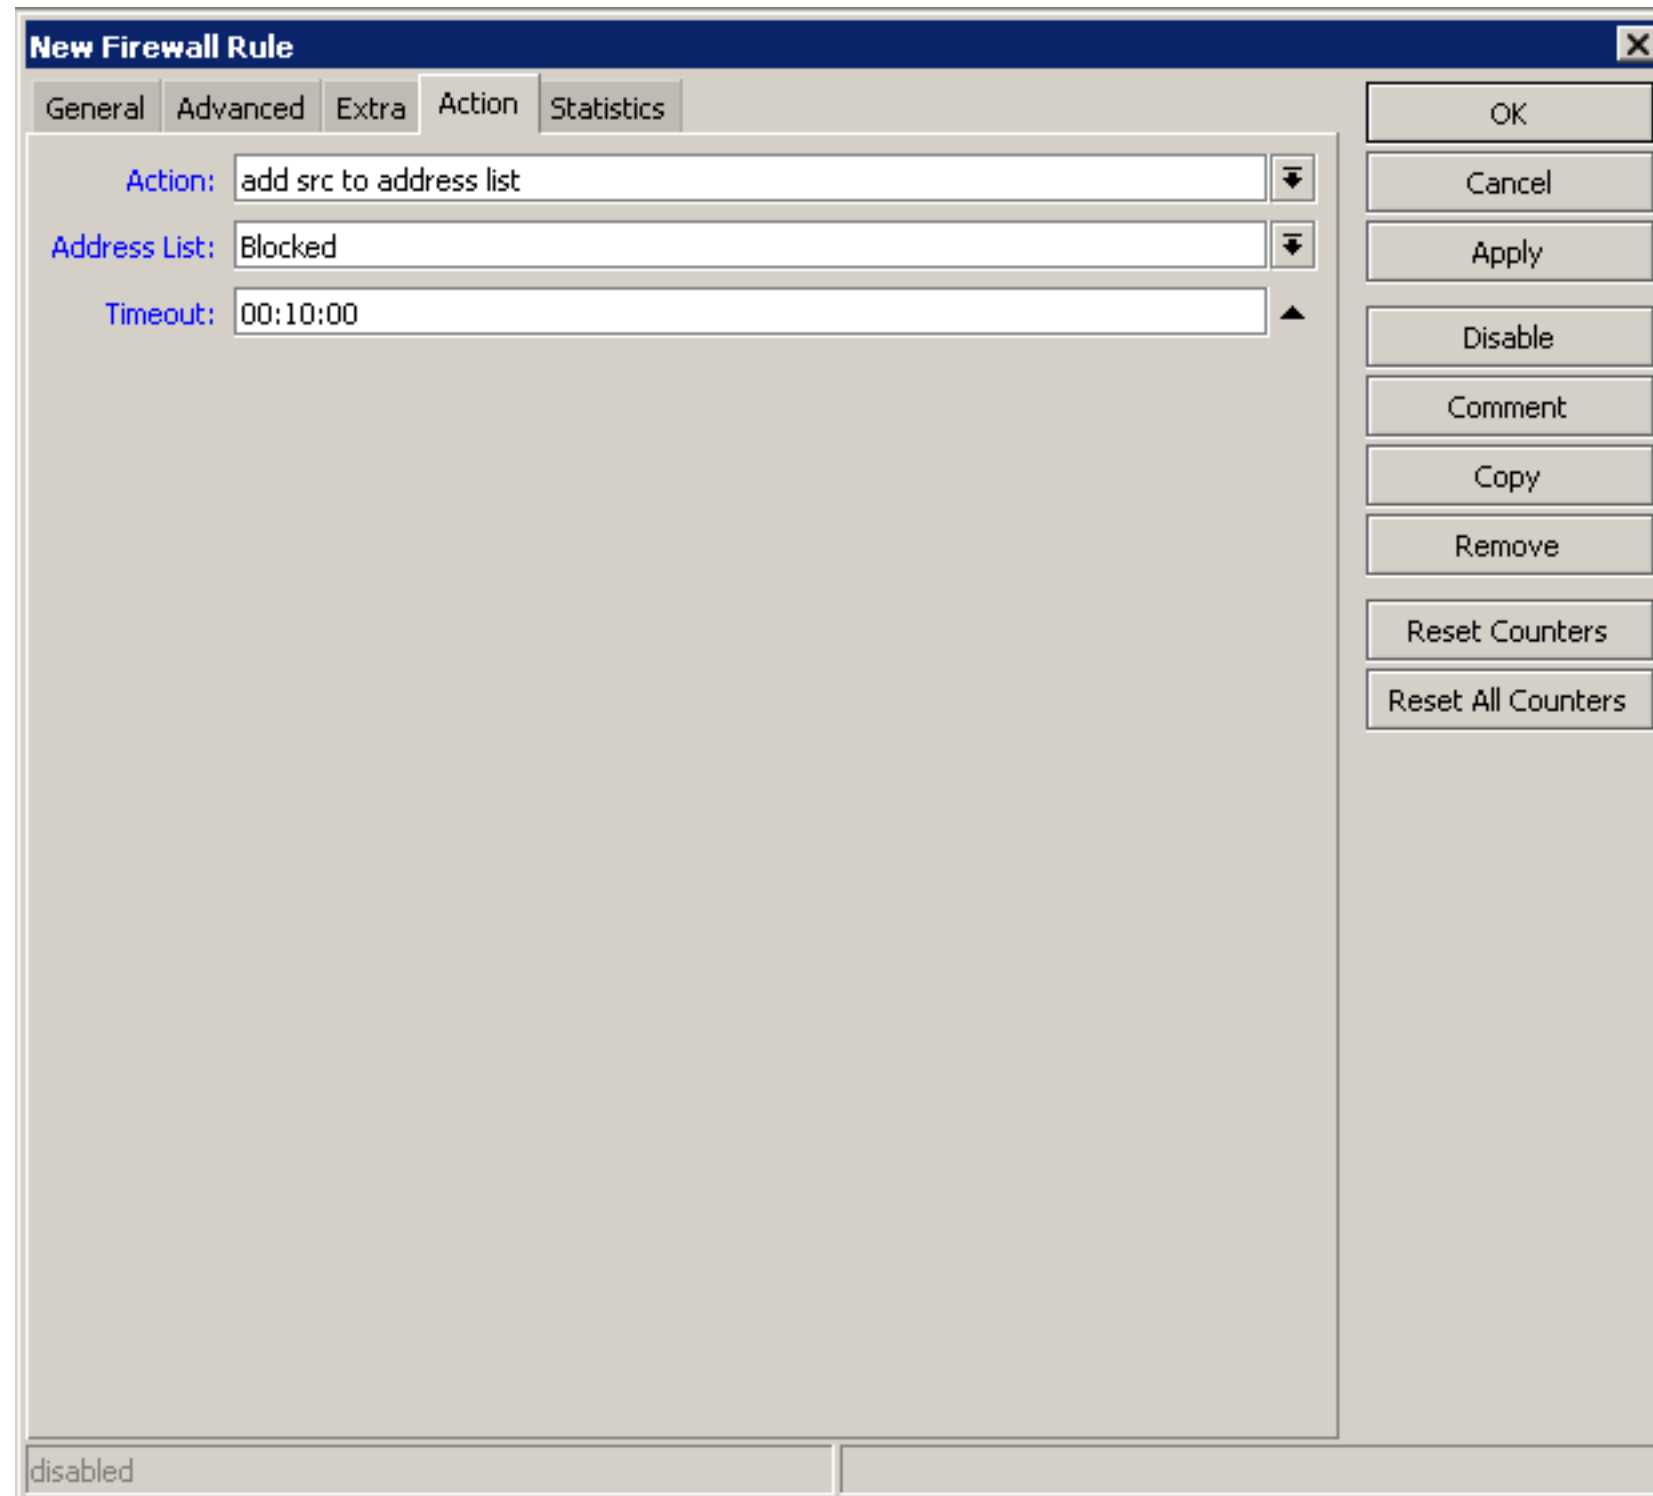 New Firewall Rule
General Advanced Extra Action Statistics
Action: add src to address list
Address List: Blocked
Timeout: 00:10:00
OK
Cancel
Apply
Disable
Comment
Copy
Remove
Reset Counters
Reset All Counters
disabled